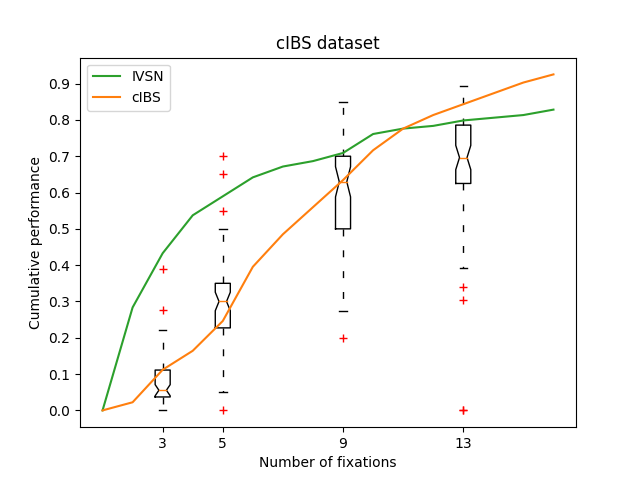 cIBS dataset
IVSN
cIBS
Cumulative performance
0.9
0.8
0.7
0.6
0.5
0.4
0.3
0.2
0.1
0.0
3 5 9 13
Number of fixations